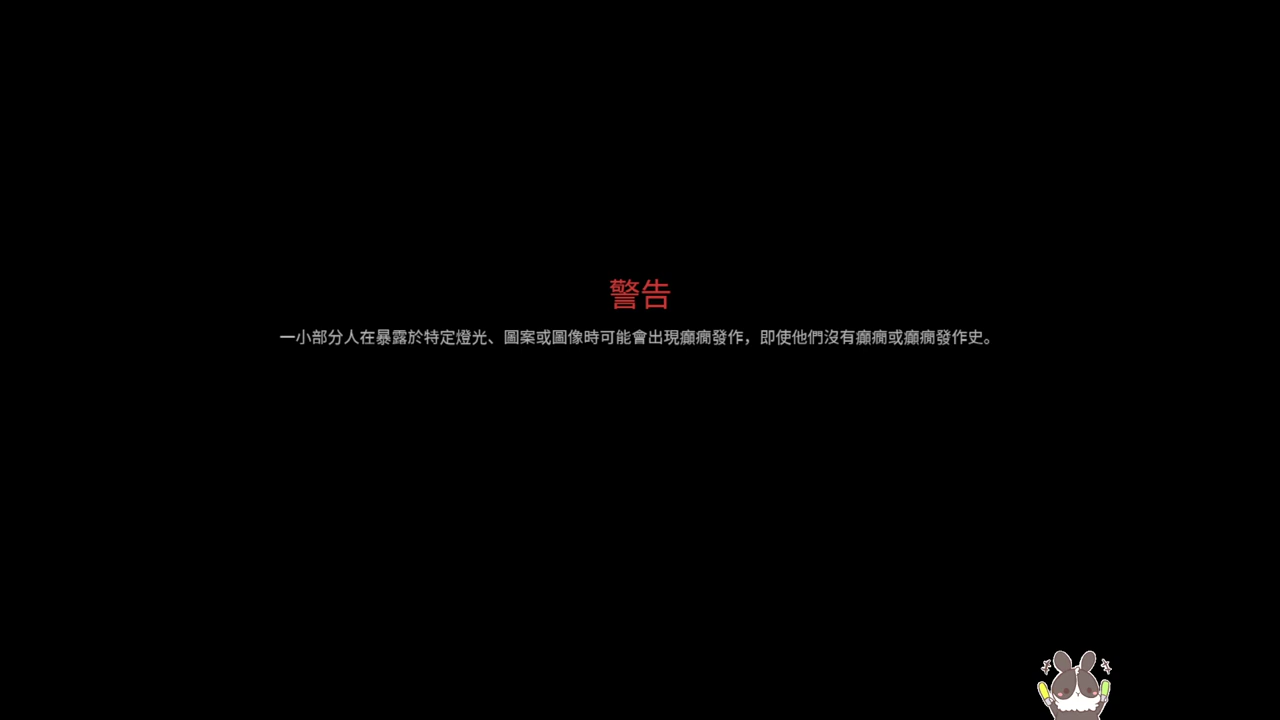 警告
一小部分人在暴露於特定燈光、圖案或圖像時可能會出現癲癇發作，即使他們沒有癲癇或癲癇發作史。